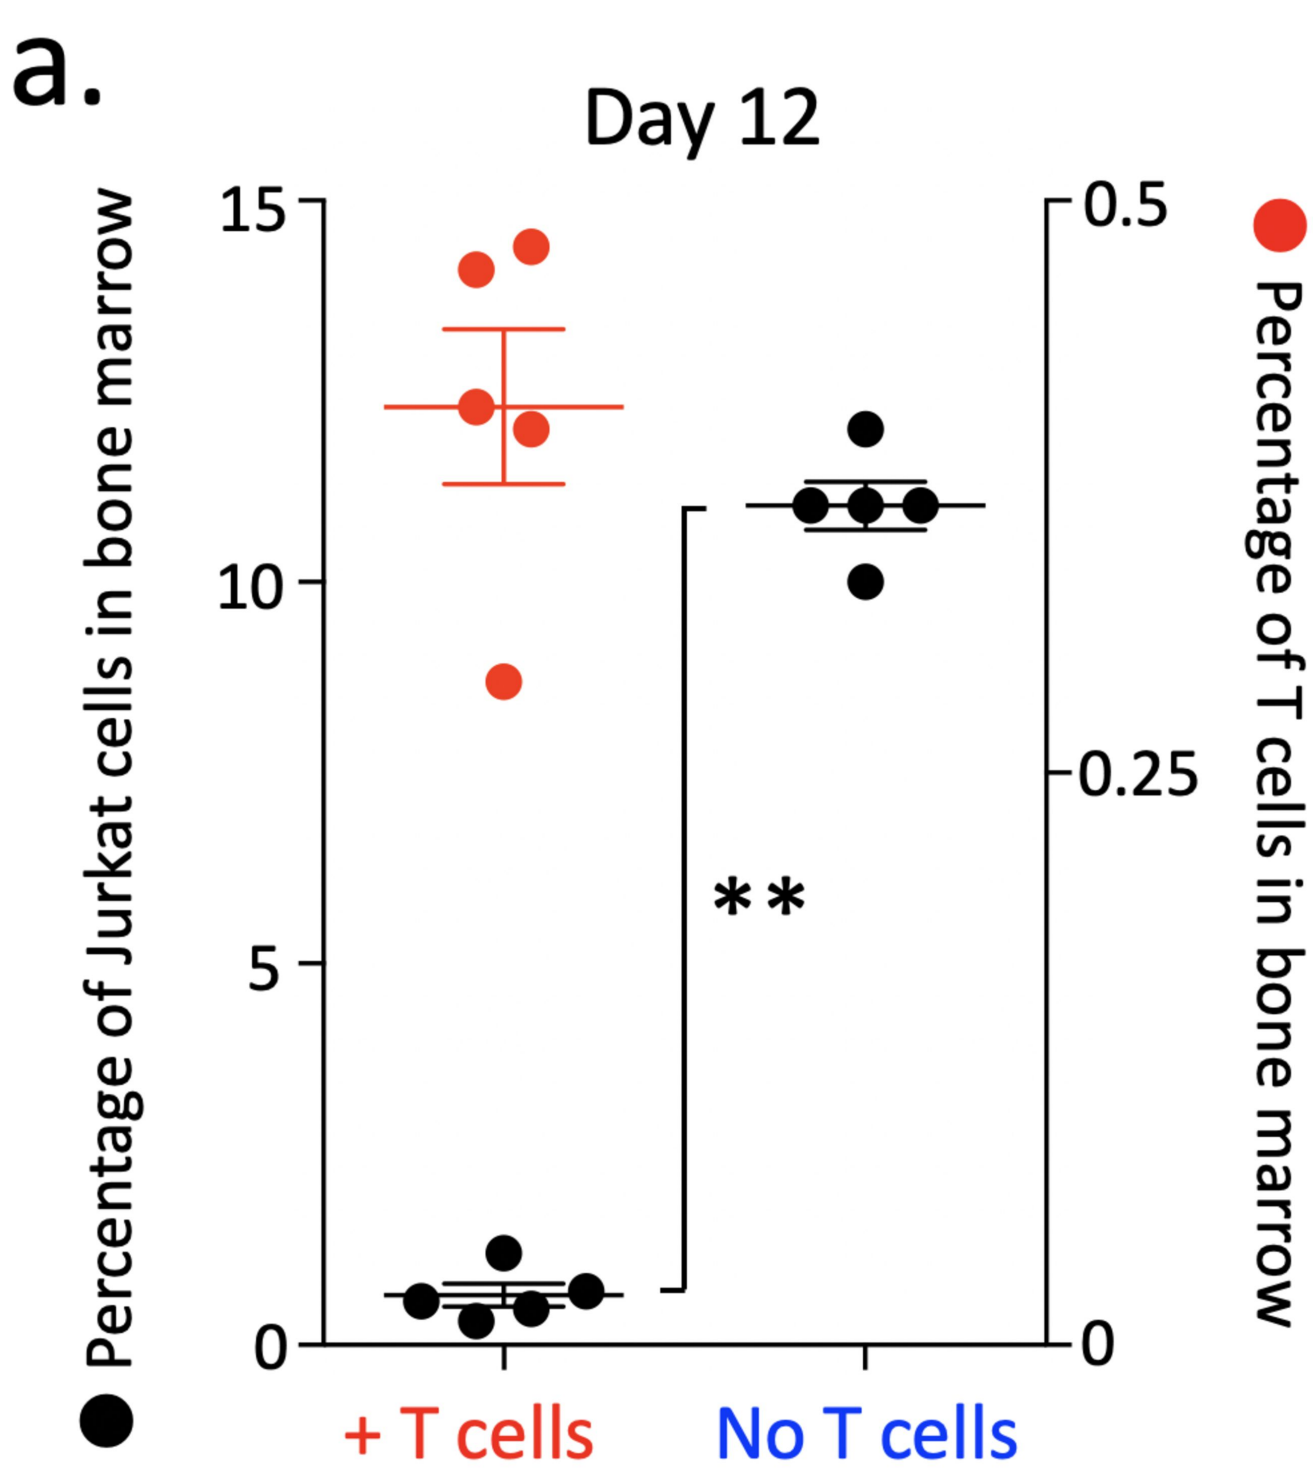 a.
Day 12
Percentage of Jurkat cells in bone marrow
15
10
5
0
0.5
0.25
0
Percentage of T cells in bone marrow
**
+ T cells
No T cells